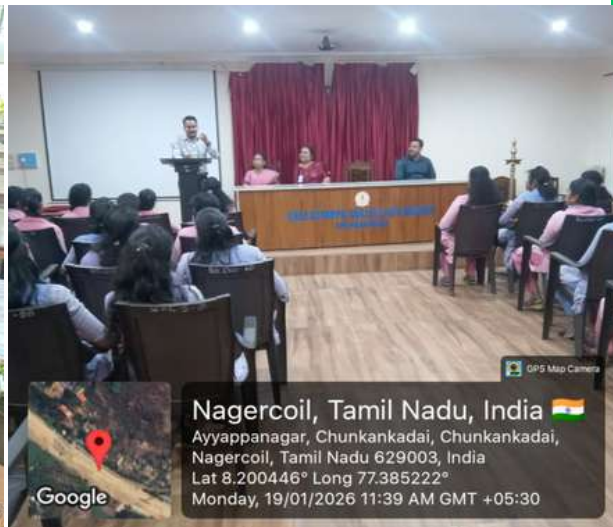 GPS Map Camera
Nagercoil, Tamil Nadu, India
Ayyappanagar, Chunkankadai, Chunkankadai,
Nagercoil, Tamil Nadu 629003, India
Lat 8.200446° Long 77.385222°
Monday, 19/01/2026 11:39 AM GMT +05:30
Google